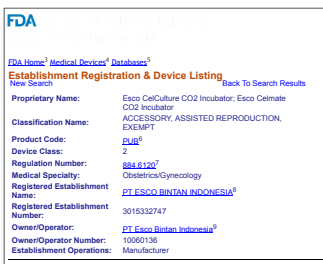 FDA
FDA Home3 Medical Devices4 Databases5
Establishment Registration & Device Listing
New Search Back To Search Results
Proprietary Name: Esco CelCulture CO2 Incubator; Esco Celmate
CO2 Incubator
Classification Name: ACCESSORY, ASSISTED REPRODUCTION,
EXEMPT
Product Code: PUB6
Device Class: 2
Regulation Number: 884.61207
Medical Specialty: Obstetrics/Gynecology
Registered Establishment
Name: PT ESCO BINTAN INDONESIA8
Registered Establishment
Number: 3015332747
Owner/Operator: PT Esco Bintan Indonesia9
Owner/Operator Number: 10060136
Establishment Operations: Manufacturer